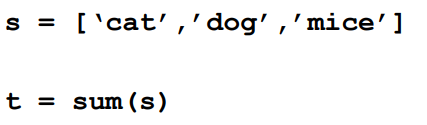 s = [‘cat’,’dog’,’mice’]
t = sum(s)